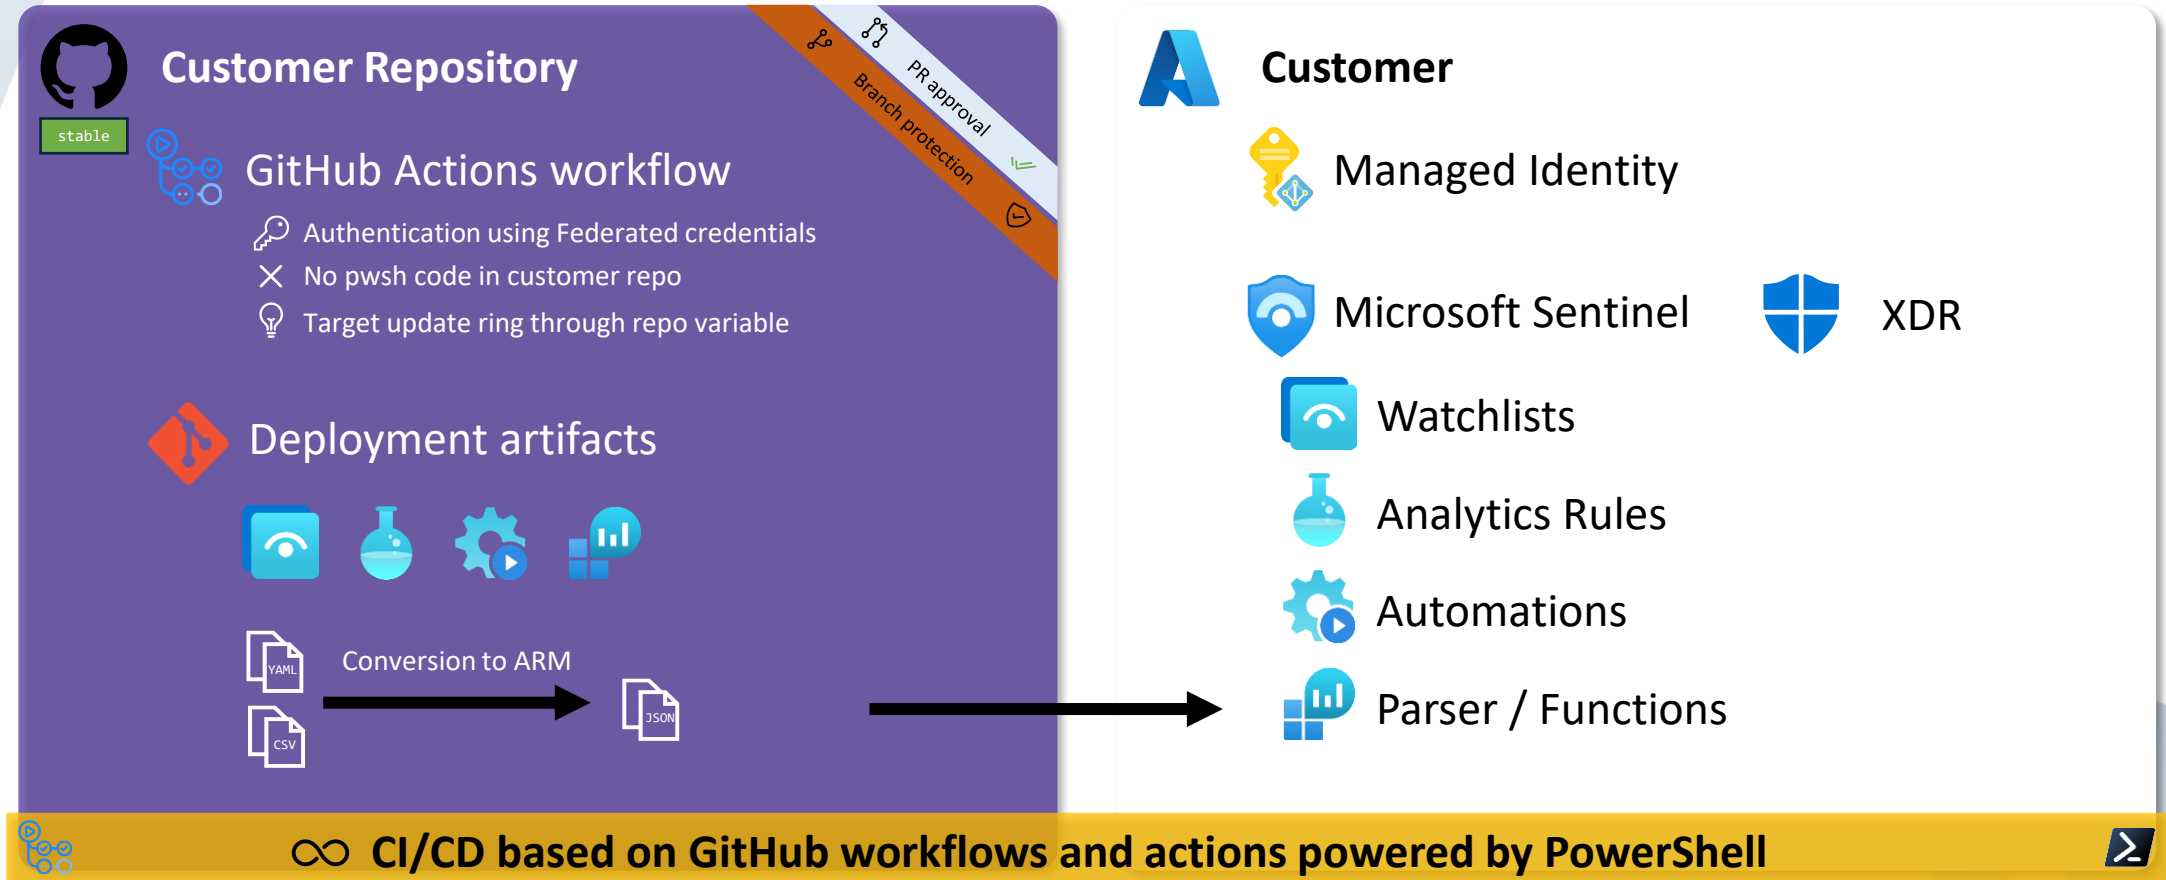 Customer Repository
stable
PR approval
Branch protection
GitHub Actions workflow
Authentication using Federated credentials
No pwsh code in customer repo
Target update ring through repo variable
Deployment artifacts
YAML
CSV
Conversion to ARM
JSON
Customer
Managed Identity
Microsoft Sentinel
XDR
Watchlists
Analytics Rules
Automations
Parser / Functions
CI/CD based on GitHub workflows and actions powered by PowerShell